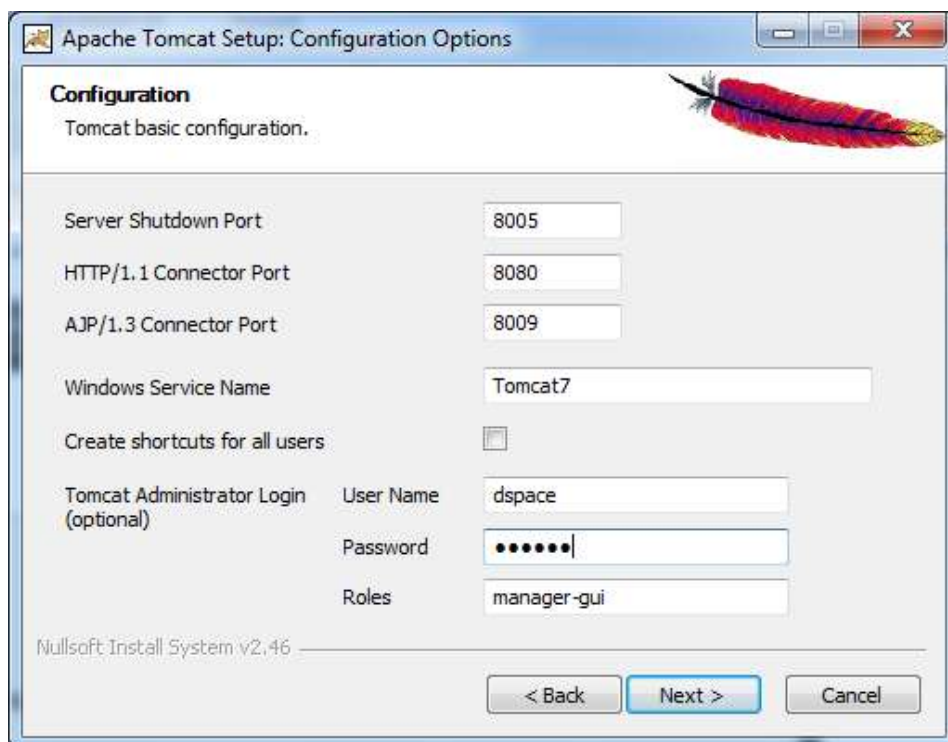 Apache Tomcat Setup: Configuration Options
Configuration
Tomcat basic configuration.
Server Shutdown Port 8005
HTTP/1.1 Connector Port 8080
AJP/1.3 Connector Port 8009
Windows Service Name Tomcat7
Create shortcuts for all users
Tomcat Administrator Login User Name dspace
(optional)
Password ●●●●●●
Roles manager-gui
Nullsoft Install System v2.46
< Back Next > Cancel